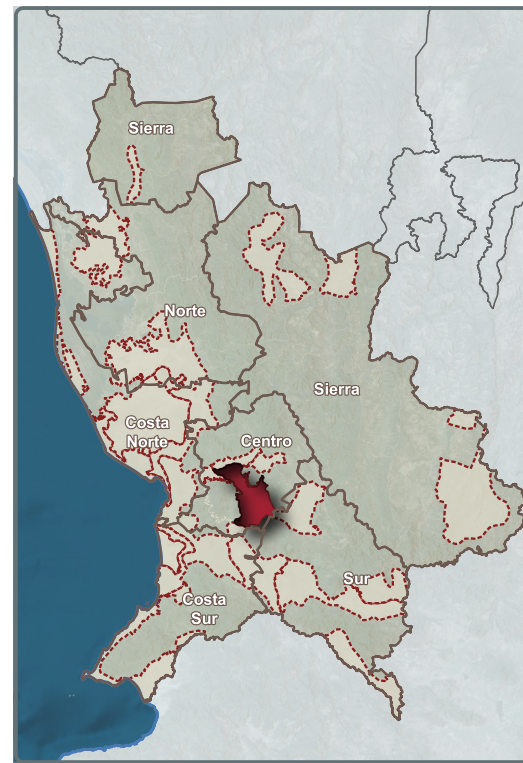 Sierra
Norte
Sierra
Costa
Norte
Centro
Sur
Costa
Sur